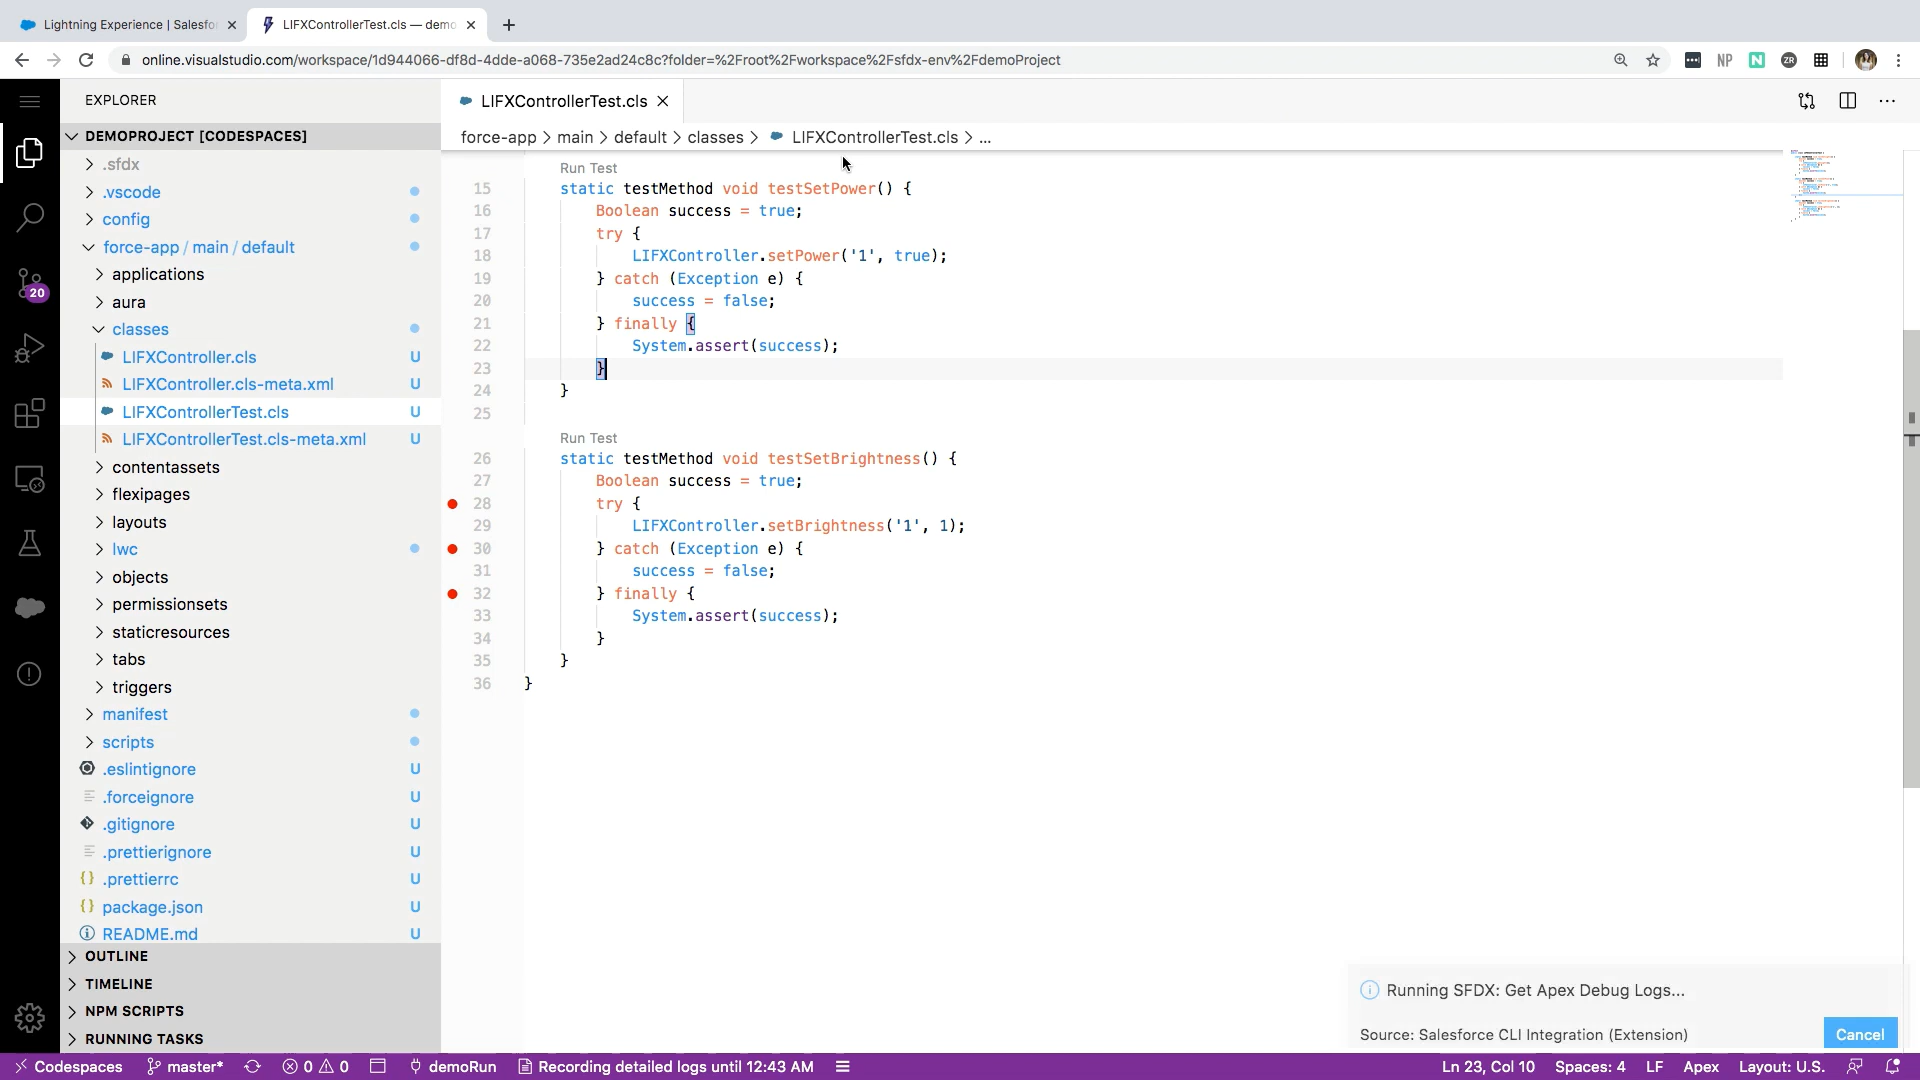 Lightning Experience | Salesfo
LIFXControllerTest.cls — demo
online.visualstudio.com/workspace/1d944066-df8d-4dde-a068-735e2ad24c8c?folder=%2Froot%2Fworkspace%2Fsfdx-env%2FdemoProject
NP
N
ZR
EXPLORER
DEMOPROJECT [CODESPACES]
.sfdx
.vscode
config
force-app / main / default
applications
aura
classes
LIFXController.cls U
LIFXController.cls-meta.xml U
LIFXControllerTest.cls U
LIFXControllerTest.cls-meta.xml U
contentassets
flexipages
layouts
lwc
objects
permissionsets
staticresources
tabs
triggers
manifest
scripts
.eslintignore U
.forceignore U
.gitignore U
.prettierignore U
.prettierrc U
package.json U
README.md U
OUTLINE
TIMELINE
NPM SCRIPTS
RUNNING TASKS
20
LIFXControllerTest.cls
force-app > main > default > classes > LIFXControllerTest.cls > ...
Run Test
15 static testMethod void testSetPower() {
16 Boolean success = true;
17 try {
18 LIFXController.setPower('1', true);
19 } catch (Exception e) {
20 success = false;
21 } finally {
22 System.assert(success);
23 }
24 }
25
Run Test
26 static testMethod void testSetBrightness() {
27 Boolean success = true;
28 try {
29 LIFXController.setBrightness('1', 1);
30 } catch (Exception e) {
31 success = false;
32 } finally {
33 System.assert(success);
34 }
35 }
36 }
Running SFDX: Get Apex Debug Logs...
Source: Salesforce CLI Integration (Extension)
Cancel
Codespaces master* 0 0 demoRun Recording detailed logs until 12:43 AM Ln 23, Col 10 Spaces: 4 LF Apex Layout: U.S.